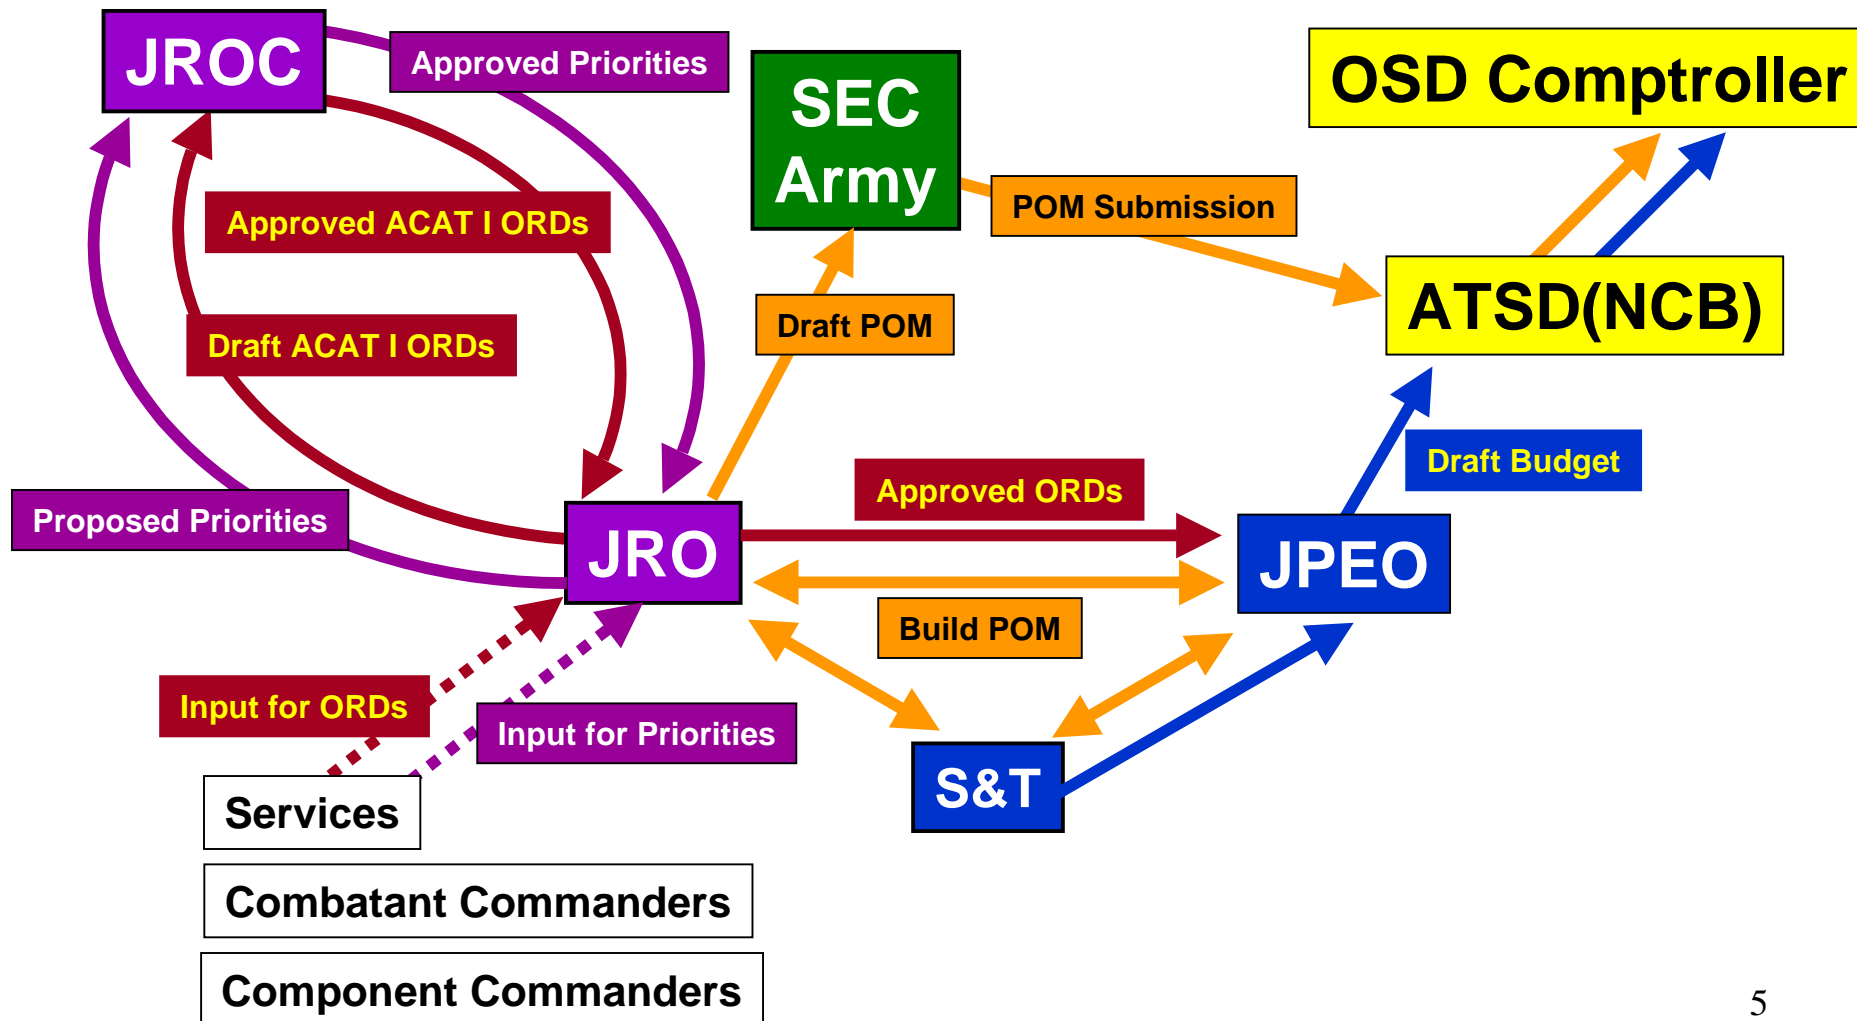 JROC
Approved Priorities
SEC
Army
OSD Comptroller
Approved ACAT I ORDs
POM Submission
Draft ACAT I ORDs
Draft POM
ATSD(NCB)
Proposed Priorities
JRO
Approved ORDs
Draft Budget
JPEO
Build POM
Input for ORDs
Input for Priorities
S&T
Services
Combatant Commanders
Component Commanders
5